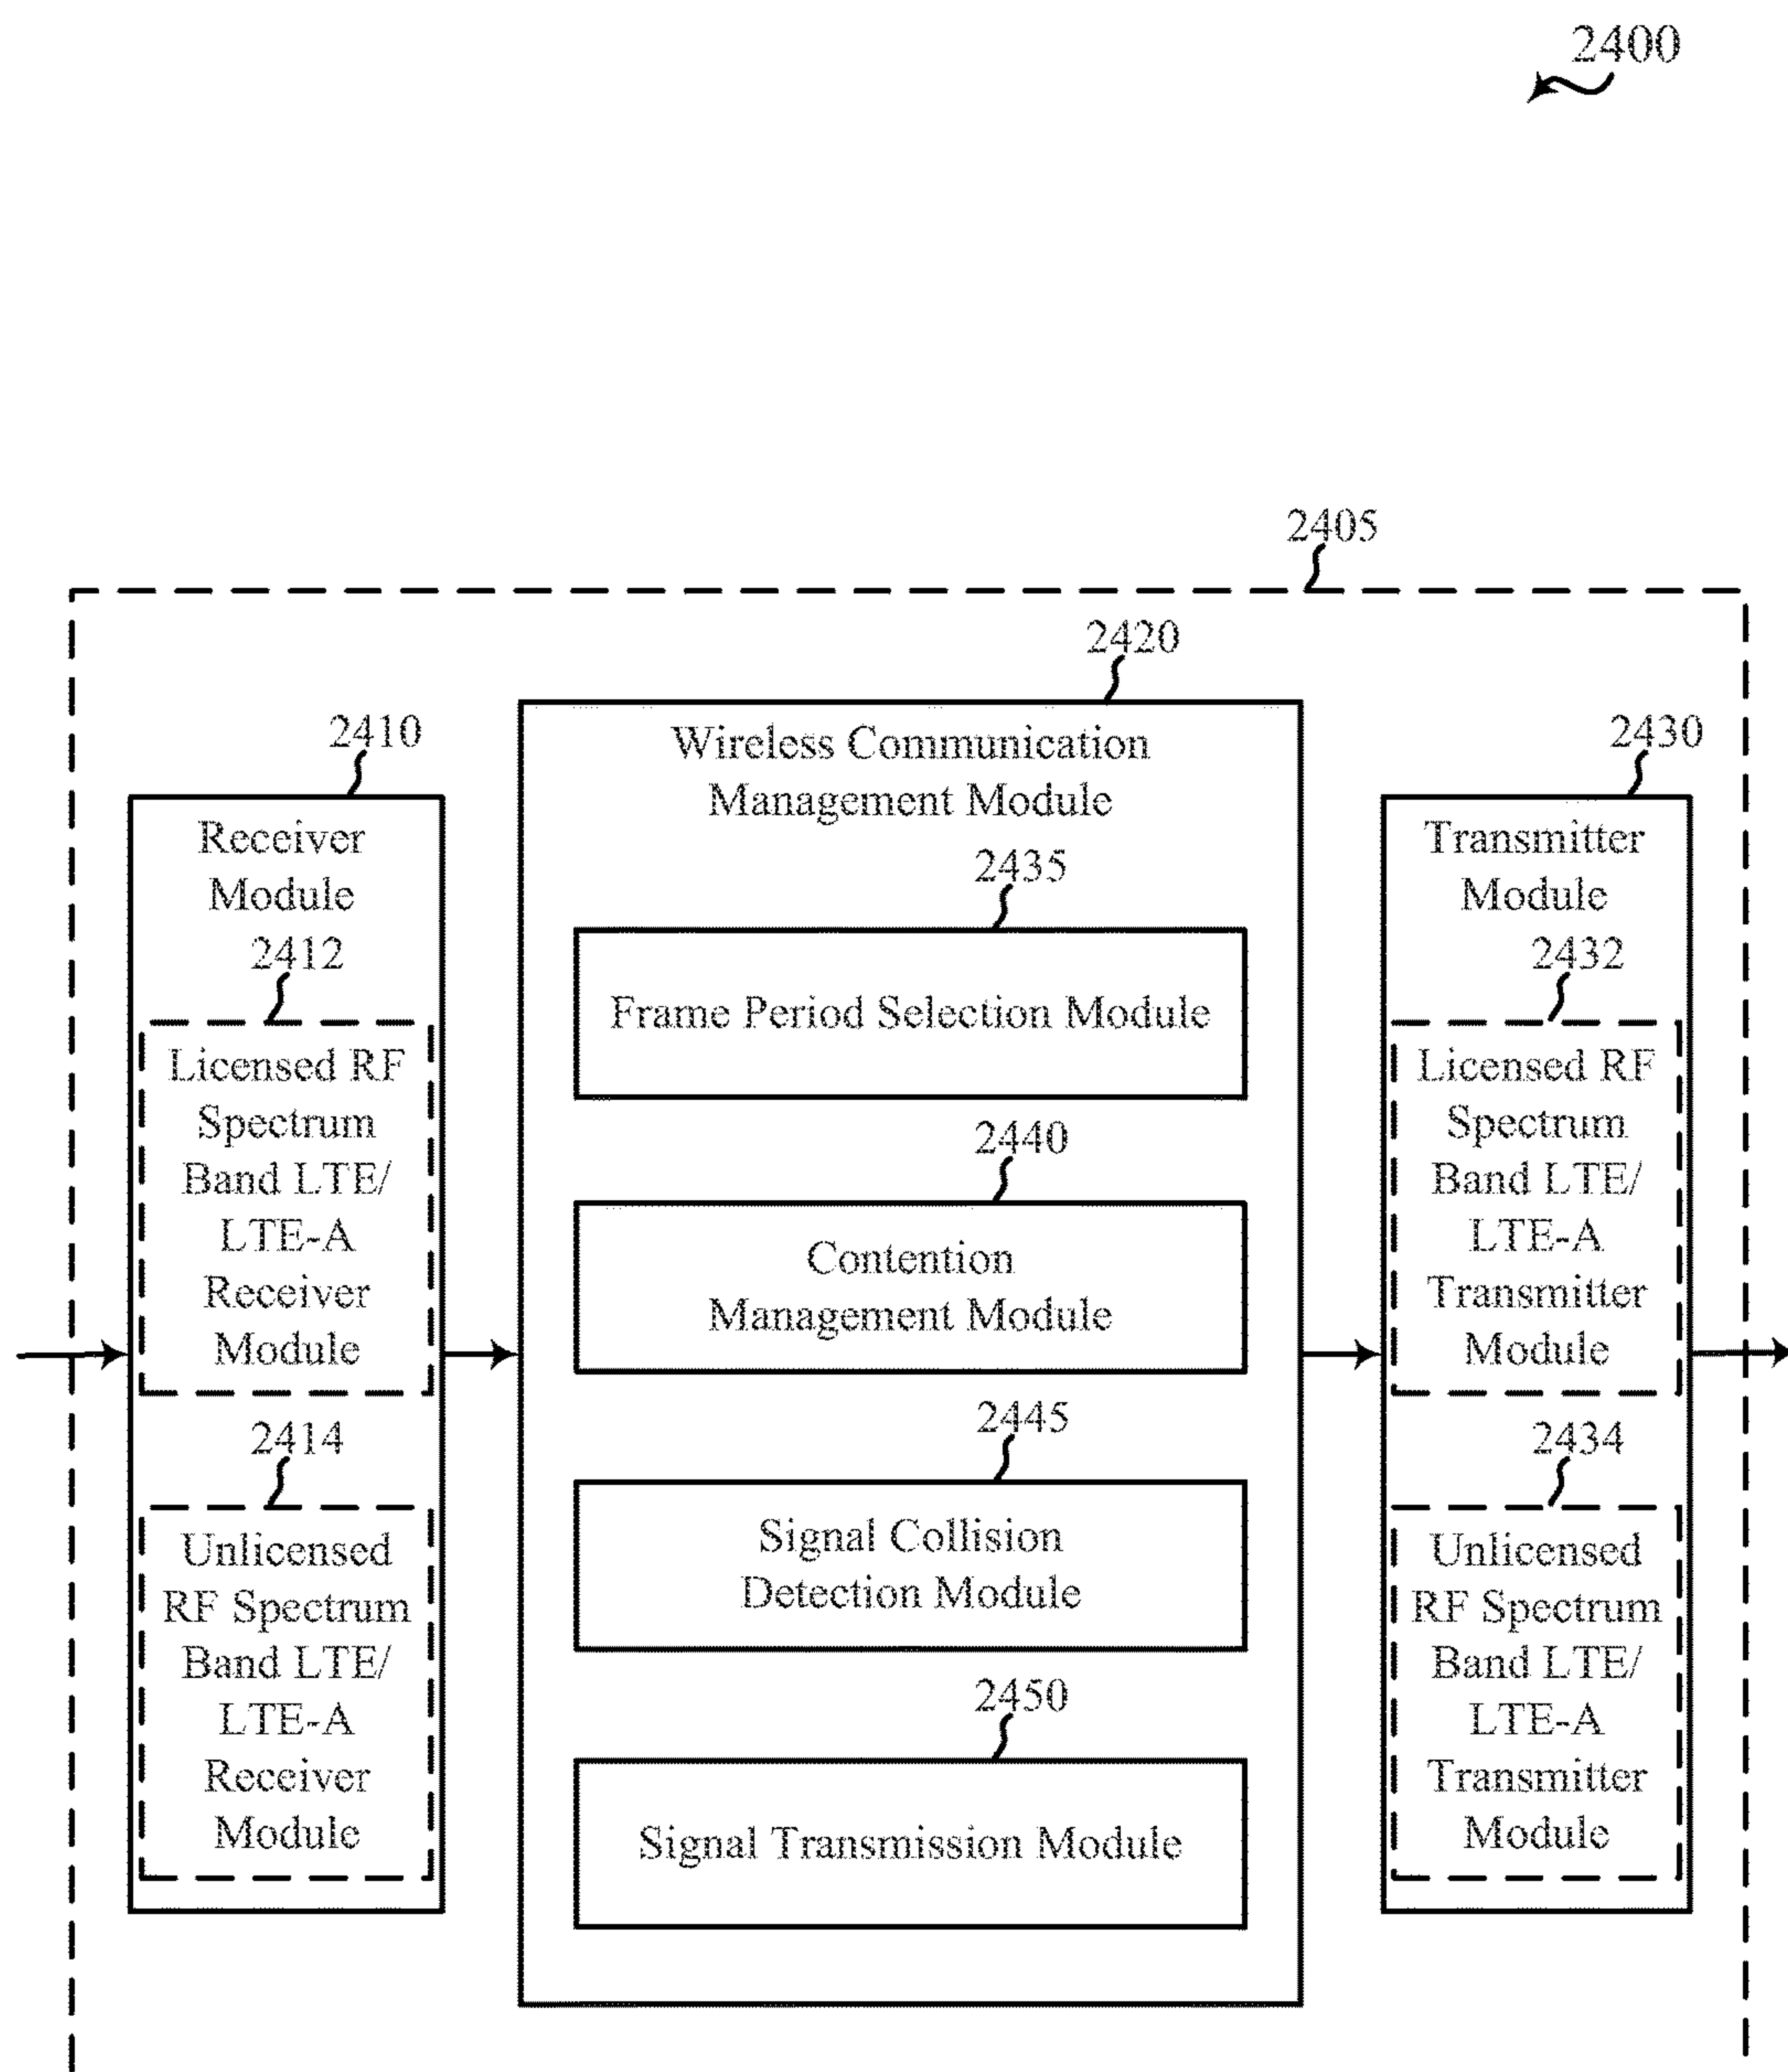 2400
2405
2420
Wireless Communication
Management Module
2410
Receiver
Module
2412
Licensed RF
Spectrum
Band LTE/
LTE-A
Receiver
Module
2414
Unlicensed
RF Spectrum
Band LTE/
LTE-A
Receiver
Module
2435
Frame Period Selection Module
2440
Contention
Management Module
2445
Signal Collision
Detection Module
2450
Signal Transmission Module
2430
Transmitter
Module
2432
Licensed RF
Spectrum
Band LTE/
LTE-A
Transmitter
Module
2434
Unlicensed
RF Spectrum
Band LTE/
LTE-A
Transmitter
Module